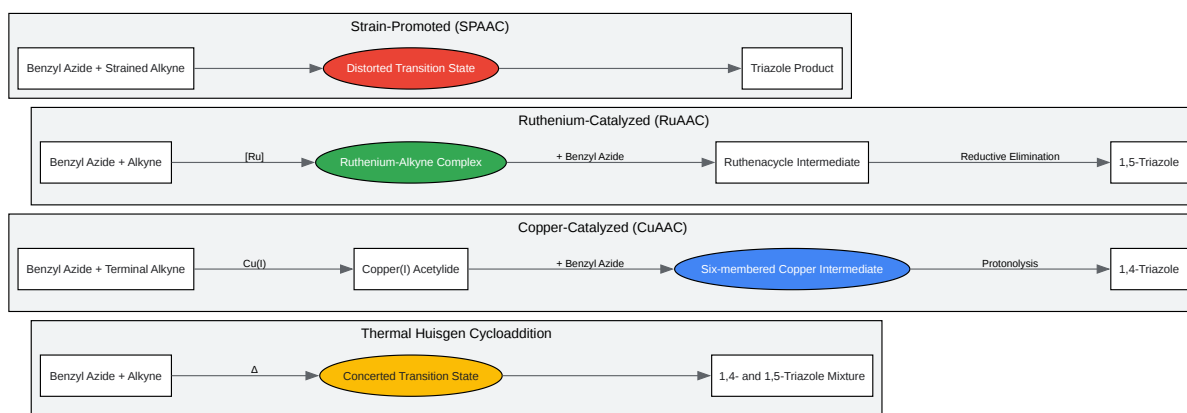 Strain-Promoted (SPAAC)
Benzyl Azide + Strained Alkyne
Distorted Transition State
Triazole Product
Ruthenium-Catalyzed (RuAAC)
Benzyl Azide + Alkyne
[Ru]
Ruthenium-Alkyne Complex
+ Benzyl Azide
Ruthenacycle Intermediate
Reductive Elimination
1,5-Triazole
Copper-Catalyzed (CuAAC)
Benzyl Azide + Terminal Alkyne
Cu(I)
Copper(I) Acetylide
+ Benzyl Azide
Six-membered Copper Intermediate
Protonolysis
1,4-Triazole
Thermal Huisgen Cycloaddition
Benzyl Azide + Alkyne
Δ
Concerted Transition State
1,4- and 1,5-Triazole Mixture